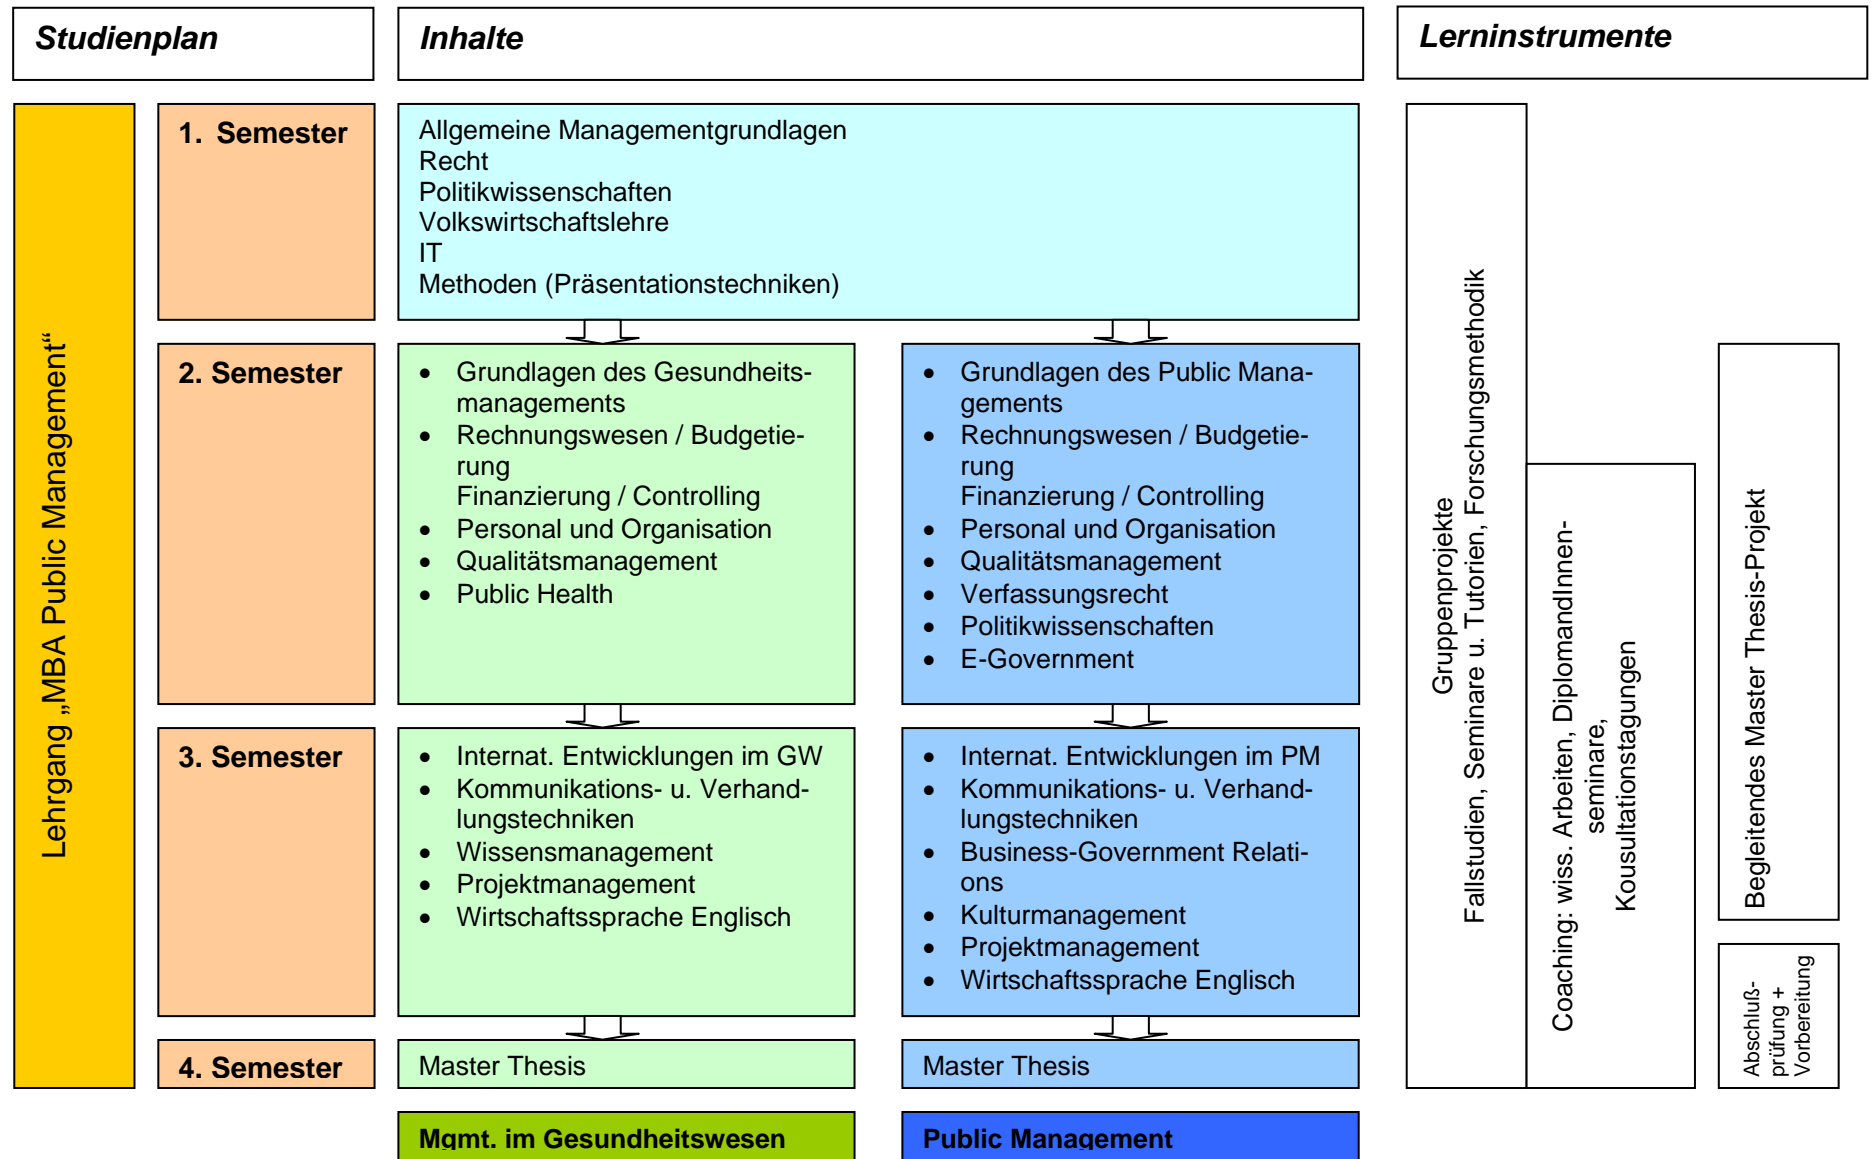 Studienplan
Inhalte
Lerninstrumente
Lehrgang „MBA Public Management“
1. Semester
Allgemeine Managementgrundlagen
Recht
Politikwissenschaften
Volkswirtschaftslehre
IT
Methoden (Präsentationstechniken)
2. Semester
• Grundlagen des Gesundheits-
managements
• Rechnungswesen / Budgetie-
rung
Finanzierung / Controlling
• Personal und Organisation
• Qualitätsmanagement
• Public Health
• Grundlagen des Public Mana-
gements
• Rechnungswesen / Budgetie-
rung
Finanzierung / Controlling
• Personal und Organisation
• Qualitätsmanagement
• Verfassungsrecht
• Politikwissenschaften
• E-Government
3. Semester
• Internat. Entwicklungen im GW
• Kommunikations- u. Verhand-
lungstechniken
• Wissensmanagement
• Projektmanagement
• Wirtschaftssprache Englisch
• Internat. Entwicklungen im PM
• Kommunikations- u. Verhand-
lungstechniken
• Business-Government Relati-
ons
• Kulturmanagement
• Projektmanagement
• Wirtschaftssprache Englisch
4. Semester
Master Thesis
Master Thesis
Mgmt. im Gesundheitswesen
Public Management
Gruppenprojekte
Fallstudien, Seminare u. Tutorien, Forschungsmethodik
Coaching: wiss. Arbeiten, DiplomandInnen-
seminare,
Kousultationstagungen
Begleitendes Master Thesis-Projekt
Abschluß-
prüfung +
Vorbereitung